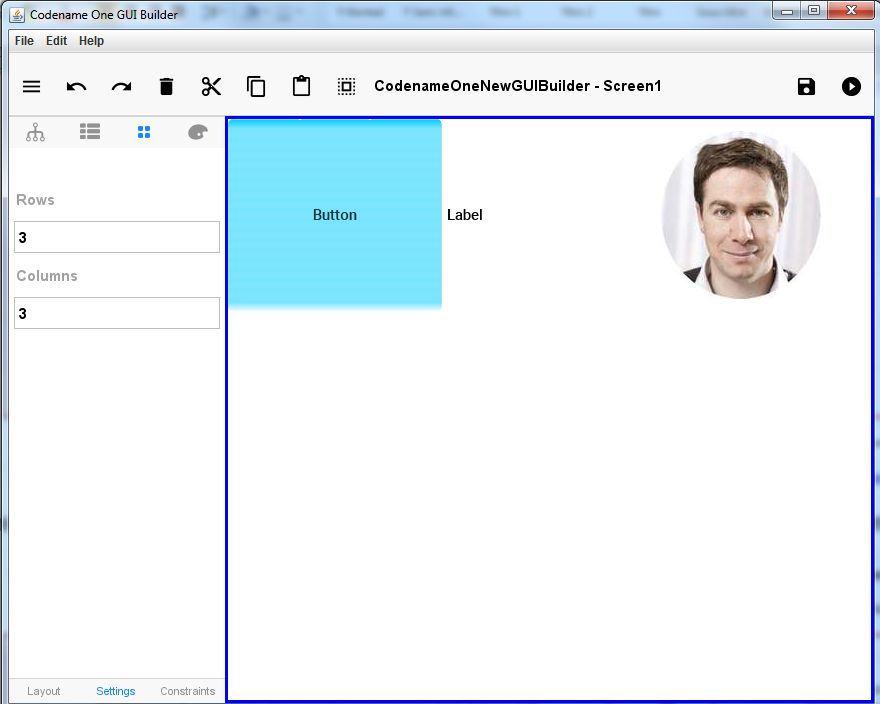 Codename One GUI Builder
File Edit Help
CodenameOneNewGUIBuilder - Screen1
Rows
3
Columns
3
Button
Label
Layout Settings Constraints